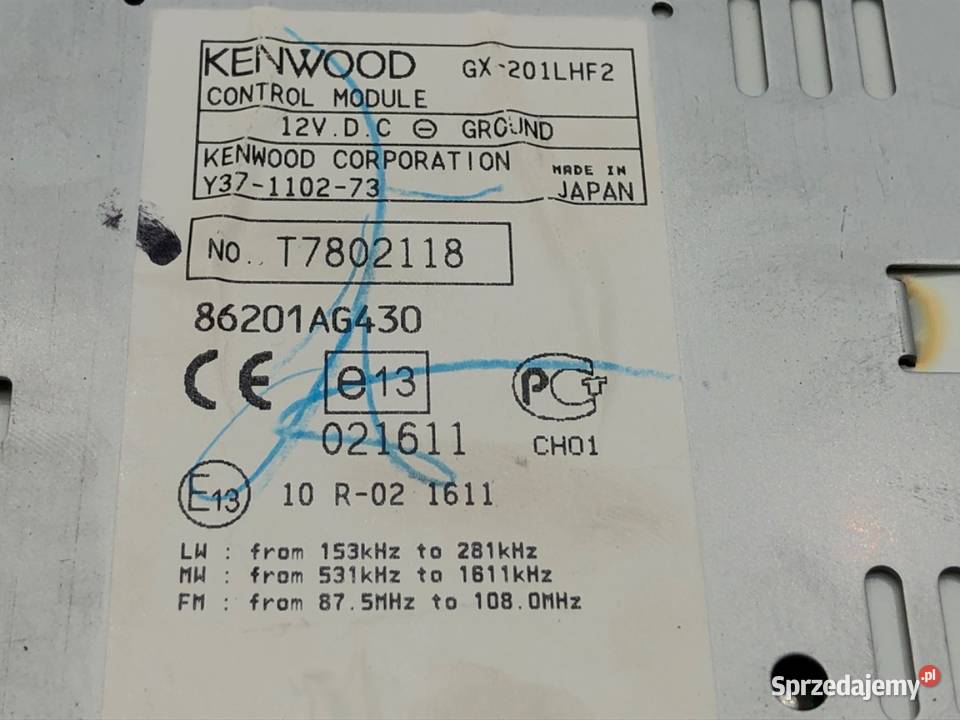 KENWOOD GX-201LHF2
CONTROL MODULE
12V.D.C ⊖ GROUND
KENWOOD CORPORATION
Y37-1102-73
MADE IN
JAPAN
NO. T7802118
86201AG430
CE e13 PCT
021611 CH01
E13 10 R-02 1611
LW : from 153kHz to 281kHz
MW : from 531kHz to 1611kHz
FM : from 87.5MHz to 108.0MHz
Sprzedajemy.pl